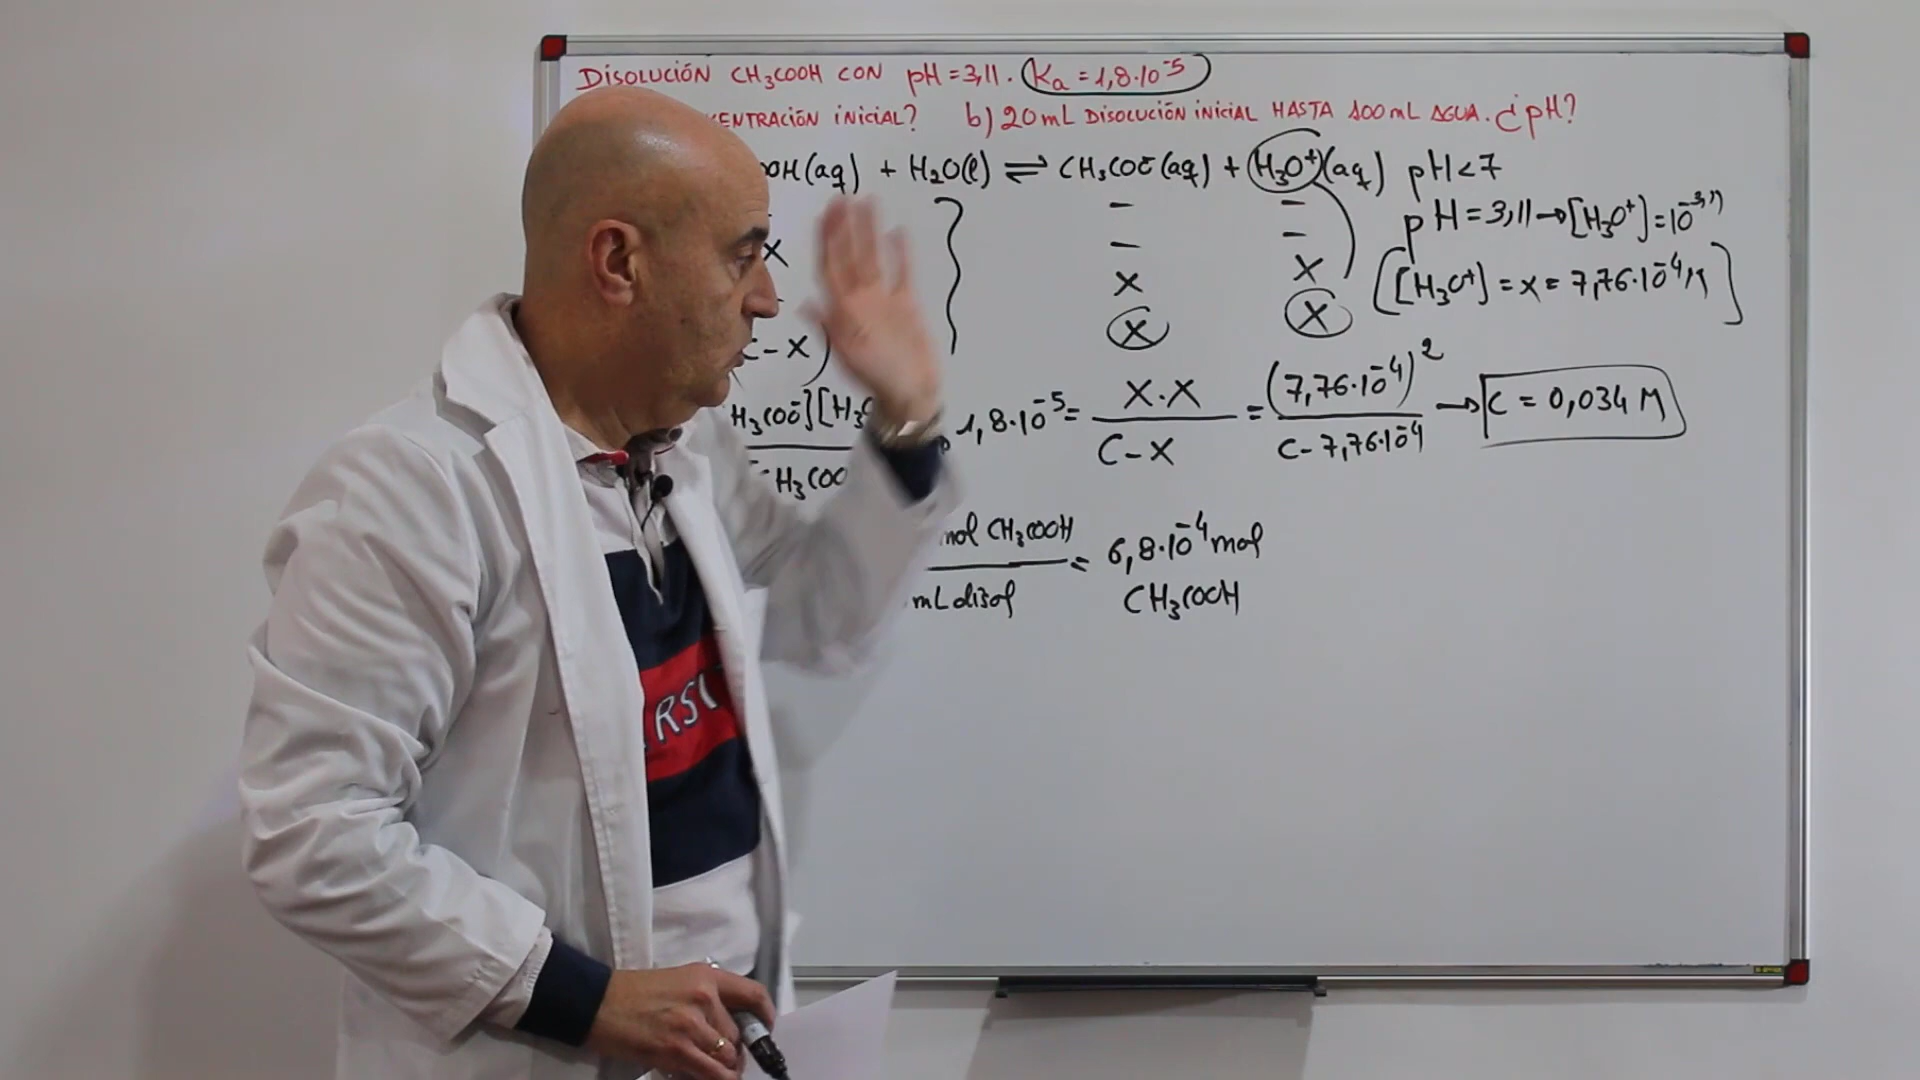 DISOLUCIÓN CH₃COOH CON pH = 3,11. Ka = 1,8·10⁻⁵
INICIAL? b) 20 mL DISOLUCIÓN INICIAL HASTA 100 mL AGUA. ¿pH?
OH(aq) + H₂O(l) ⇌ CH₃COO⁻(aq) + H₃O⁺(aq) pH < 7
- -
pH = 3,11 → [H₃O⁺] = 10⁻³,¹¹
x - -
x x
[H₃O⁺] = x = 7,76·10⁻⁴ M
C - x x x
1,8·10⁻⁵ = x·x / C - x = (7,76·10⁻⁴)² / C - 7,76·10⁻⁴ → C = 0,034 M
mol CH₃COOH / mL disol = 6,8·10⁻⁴ mol
CH₃COOH